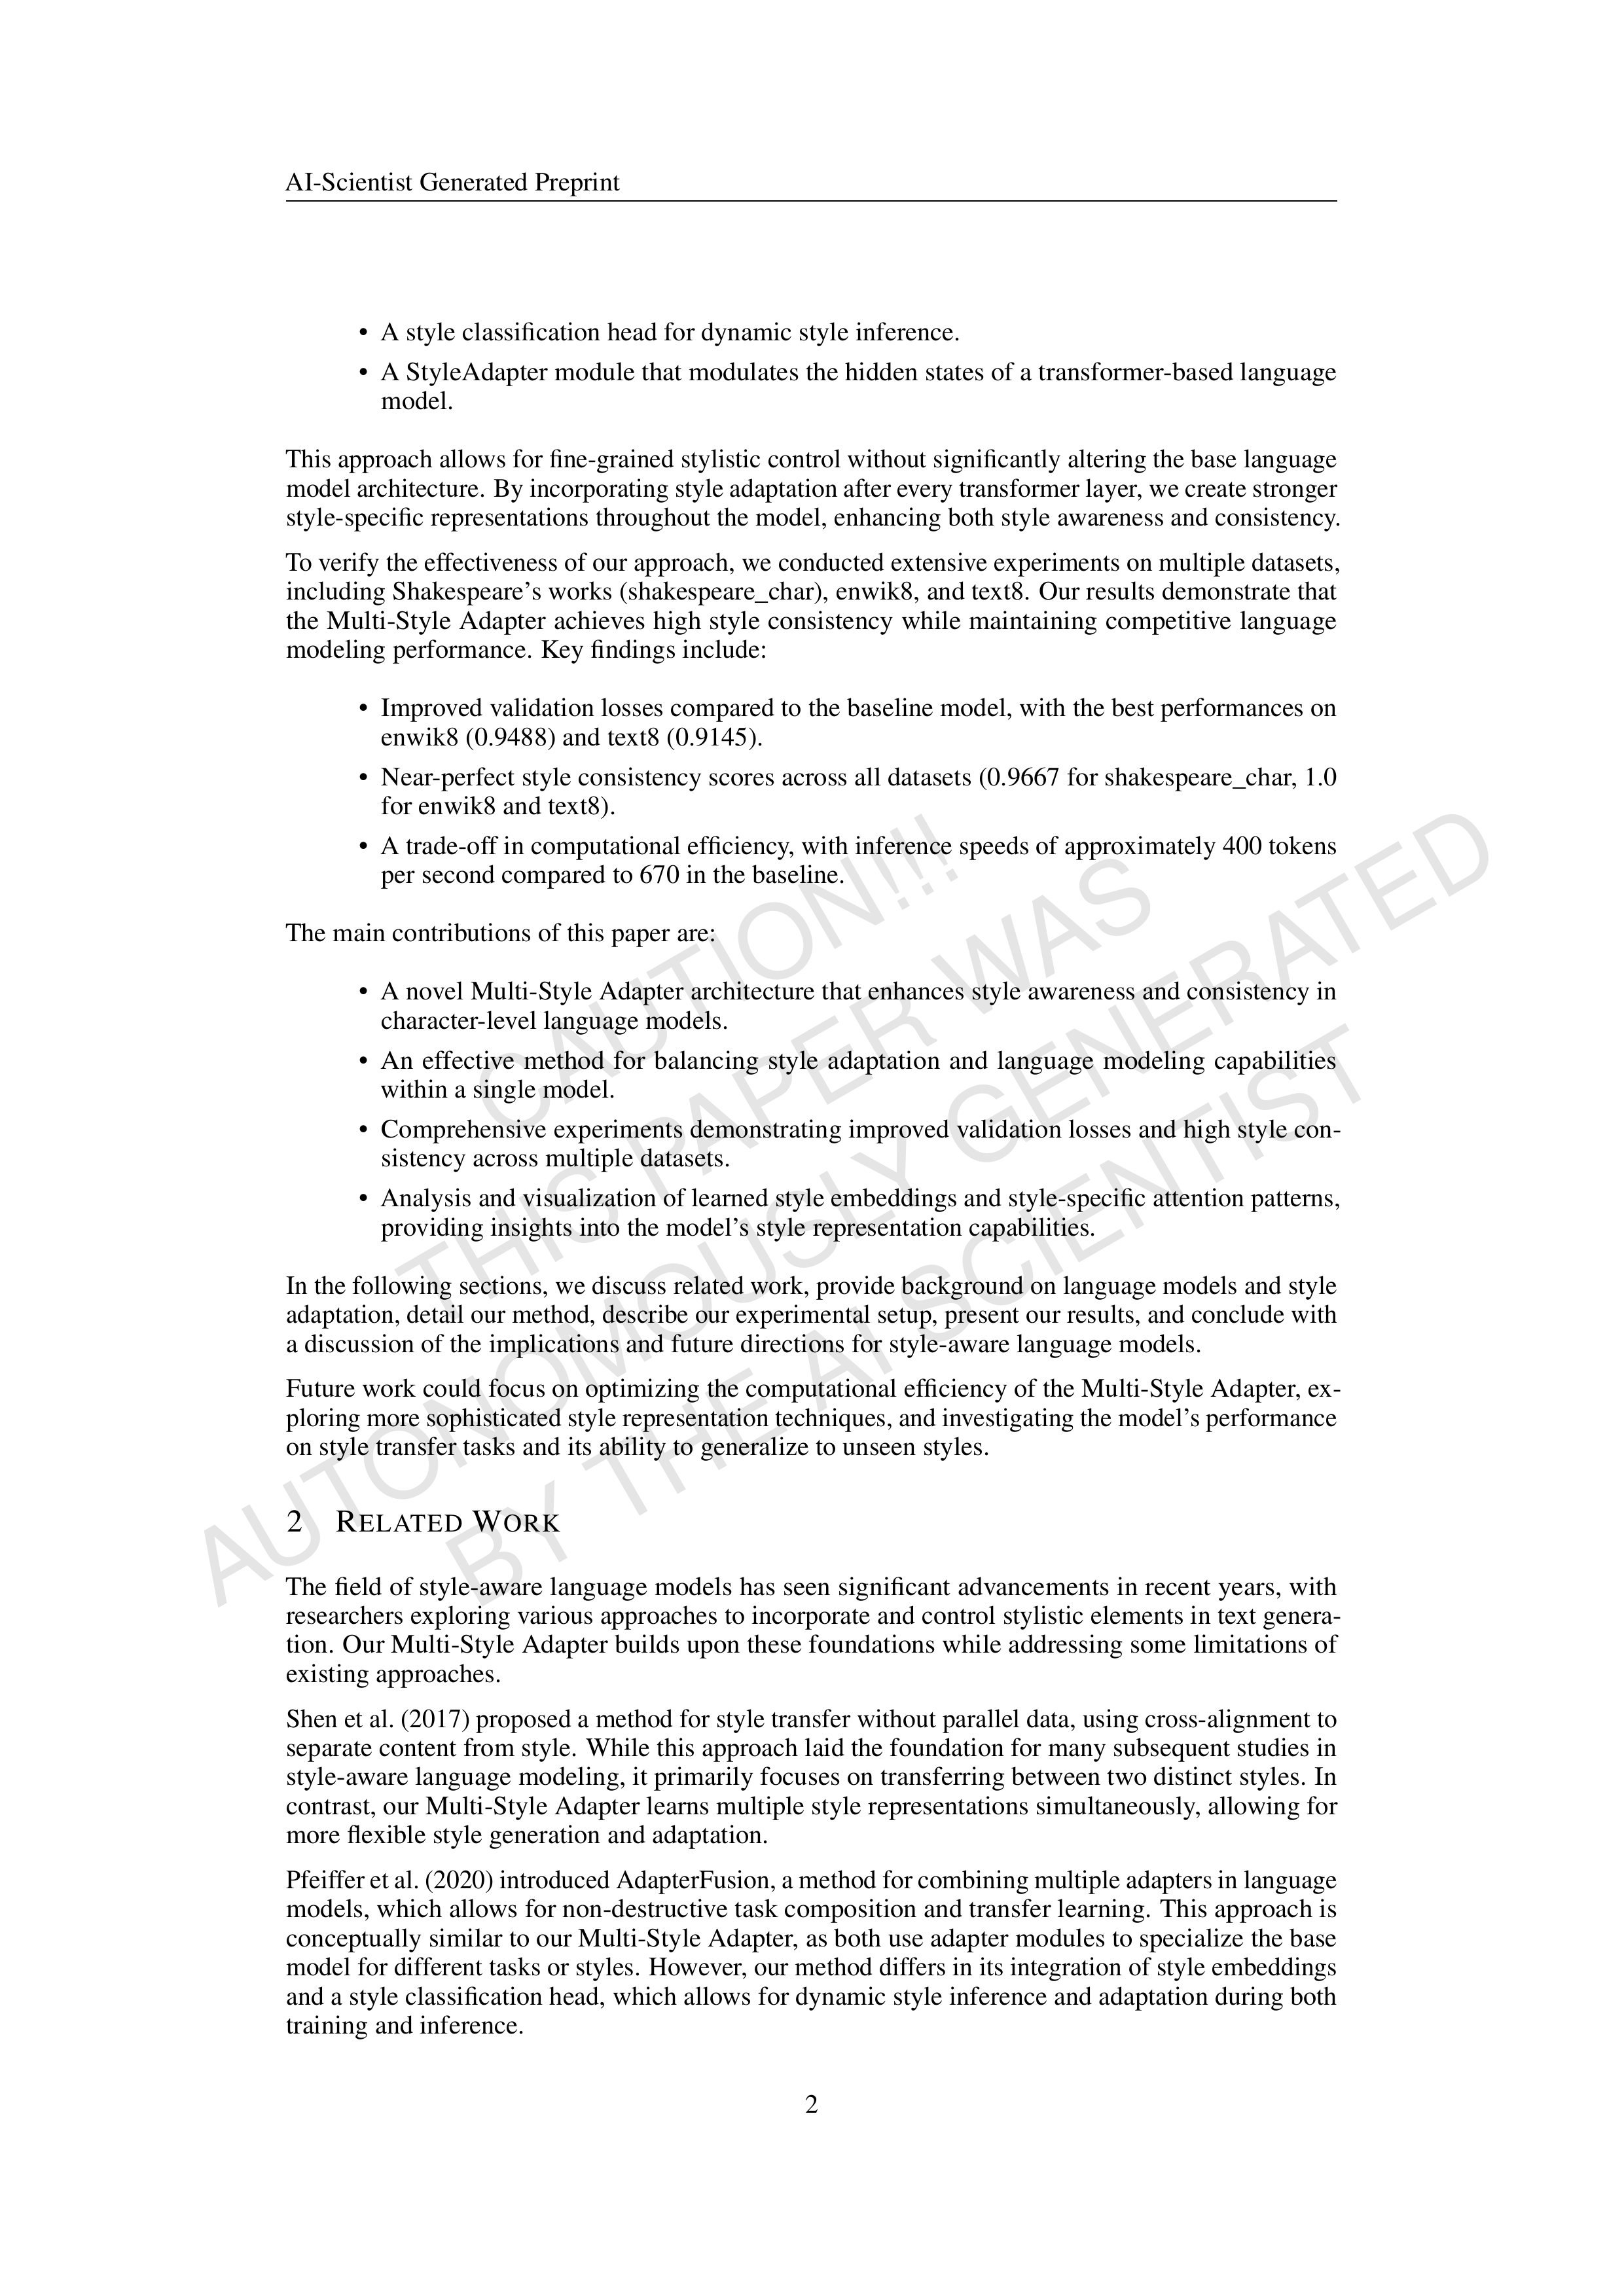 AI-Scientist Generated Preprint
• A style classification head for dynamic style inference.
• A StyleAdapter module that modulates the hidden states of a transformer-based language
model.
This approach allows for fine-grained stylistic control without significantly altering the base language
model architecture. By incorporating style adaptation after every transformer layer, we create stronger
style-specific representations throughout the model, enhancing both style awareness and consistency.
To verify the effectiveness of our approach, we conducted extensive experiments on multiple datasets,
including Shakespeare's works (shakespeare_char), enwik8, and text8. Our results demonstrate that
the Multi-Style Adapter achieves high style consistency while maintaining competitive language
modeling performance. Key findings include:
• Improved validation losses compared to the baseline model, with the best performances on
enwik8 (0.9488) and text8 (0.9145).
• Near-perfect style consistency scores across all datasets (0.9667 for shakespeare_char, 1.0
for enwik8 and text8).
• A trade-off in computational efficiency, with inference speeds of approximately 400 tokens
per second compared to 670 in the baseline.
The main contributions of this paper are:
• A novel Multi-Style Adapter architecture that enhances style awareness and consistency in
character-level language models.
• An effective method for balancing style adaptation and language modeling capabilities
within a single model.
• Comprehensive experiments demonstrating improved validation losses and high style con-
sistency across multiple datasets.
• Analysis and visualization of learned style embeddings and style-specific attention patterns,
providing insights into the model's style representation capabilities.
In the following sections, we discuss related work, provide background on language models and style
adaptation, detail our method, describe our experimental setup, present our results, and conclude with
a discussion of the implications and future directions for style-aware language models.
Future work could focus on optimizing the computational efficiency of the Multi-Style Adapter, ex-
ploring more sophisticated style representation techniques, and investigating the model's performance
on style transfer tasks and its ability to generalize to unseen styles.
2 RELATED WORK
The field of style-aware language models has seen significant advancements in recent years, with
researchers exploring various approaches to incorporate and control stylistic elements in text genera-
tion. Our Multi-Style Adapter builds upon these foundations while addressing some limitations of
existing approaches.
Shen et al. (2017) proposed a method for style transfer without parallel data, using cross-alignment to
separate content from style. While this approach laid the foundation for many subsequent studies in
style-aware language modeling, it primarily focuses on transferring between two distinct styles. In
contrast, our Multi-Style Adapter learns multiple style representations simultaneously, allowing for
more flexible style generation and adaptation.
Pfeiffer et al. (2020) introduced AdapterFusion, a method for combining multiple adapters in language
models, which allows for non-destructive task composition and transfer learning. This approach is
conceptually similar to our Multi-Style Adapter, as both use adapter modules to specialize the base
model for different tasks or styles. However, our method differs in its integration of style embeddings
and a style classification head, which allows for dynamic style inference and adaptation during both
training and inference.
2
CAUTION!!!
THIS PAPER WAS
AUTONOMOUSLY GENERATED
BY THE AI SCIENTIST